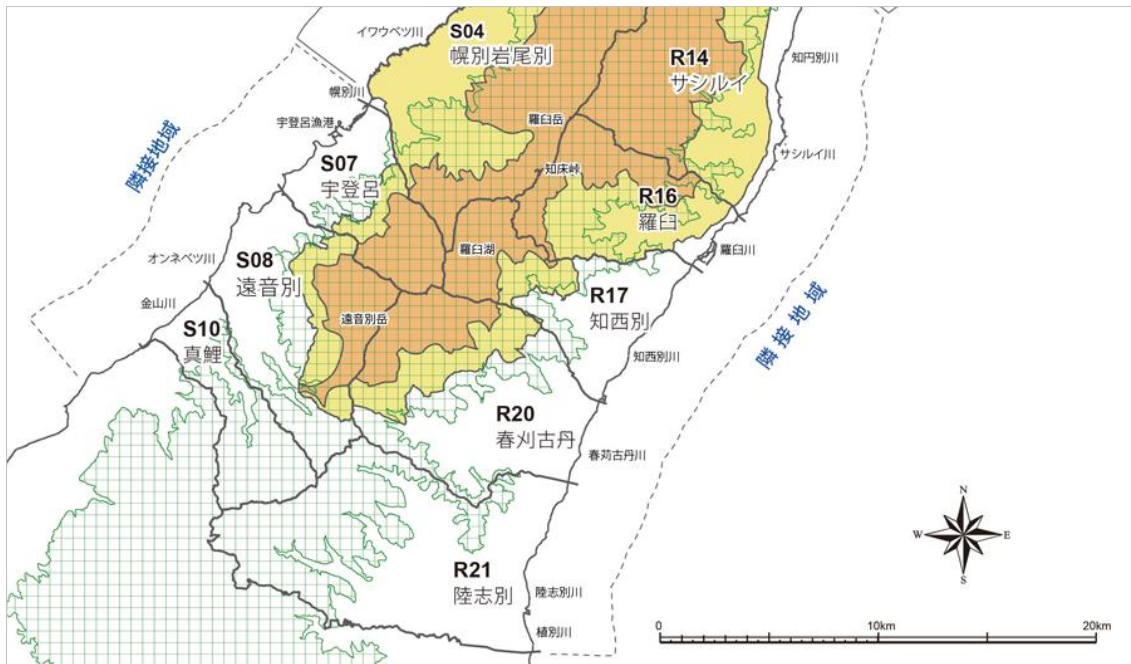 イワウベツ川
S04
幌別岩尾別
R14
サシルイ
知円別川
幌別川
宇登呂漁港
羅臼岳
隣接地域
サシルイ川
S07
宇登呂
知床峠
R16
羅臼
羅臼湖
羅臼川
オンネベツ川
S08
遠音別
R17
知西別
金山川
遠音別岳
隣接地域
S10
真鯉
知西別川
R20
春刈古丹
春苅古丹川
N
W
E
S
R21
陸志別
陸志別川
植別川
0
10km
20km